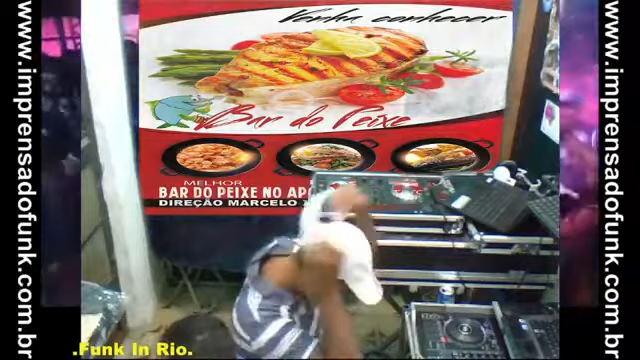 www.imprensadofunk.com.br
Venha conhecer
Bar do Peixe
MELHOR
BAR DO PEIXE NO
DIREÇÃO MARCELO
www.imprensadofunk.com.br
.Funk In Rio.